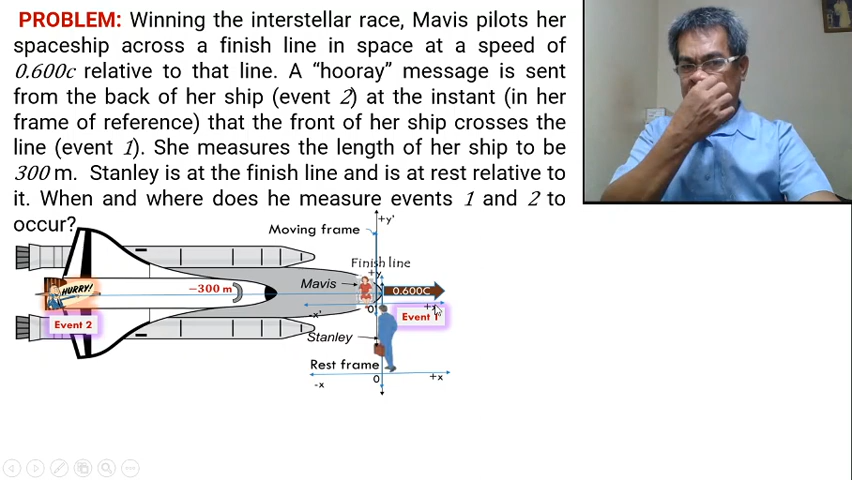 PROBLEM: Winning the interstellar race, Mavis pilots her
spaceship across a finish line in space at a speed of
0.600c relative to that line. A “hooray” message is sent
from the back of her ship (event 2) at the instant (in her
frame of reference) that the front of her ship crosses the
line (event 1). She measures the length of her ship to be
300 m. Stanley is at the finish line and is at rest relative to
it. When and where does he measure events 1 and 2 to
occur?
+y'
Moving frame
Finish line
+y
HURRY!
−300 m
Mavis
0.600C
-x'
'0'
Event 1
Event 2
Stanley
Rest frame
-x
0
+x